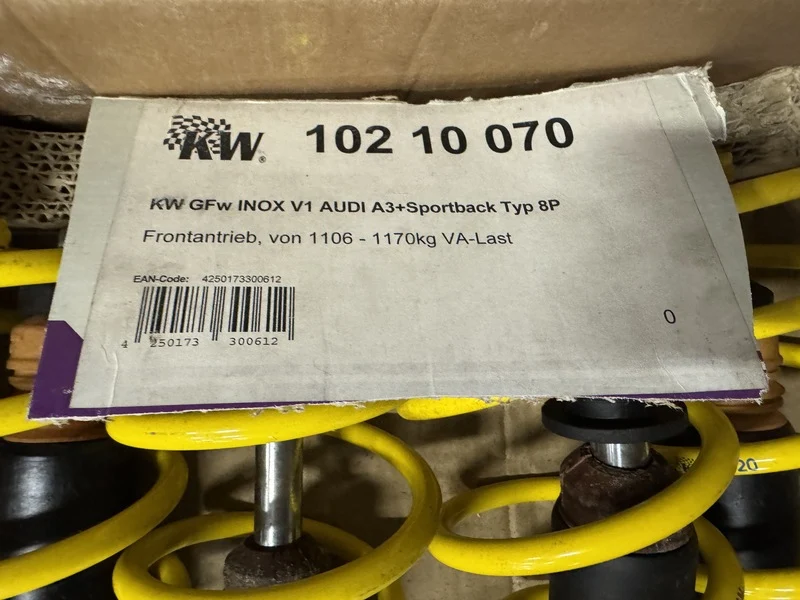 KW® 102 10 070
KW GFw INOX V1 AUDI A3+Sportback Typ 8P
Frontantrieb, von 1106 - 1170kg VA-Last
EAN-Code: 4250173300612
0
4 250173 300612
20